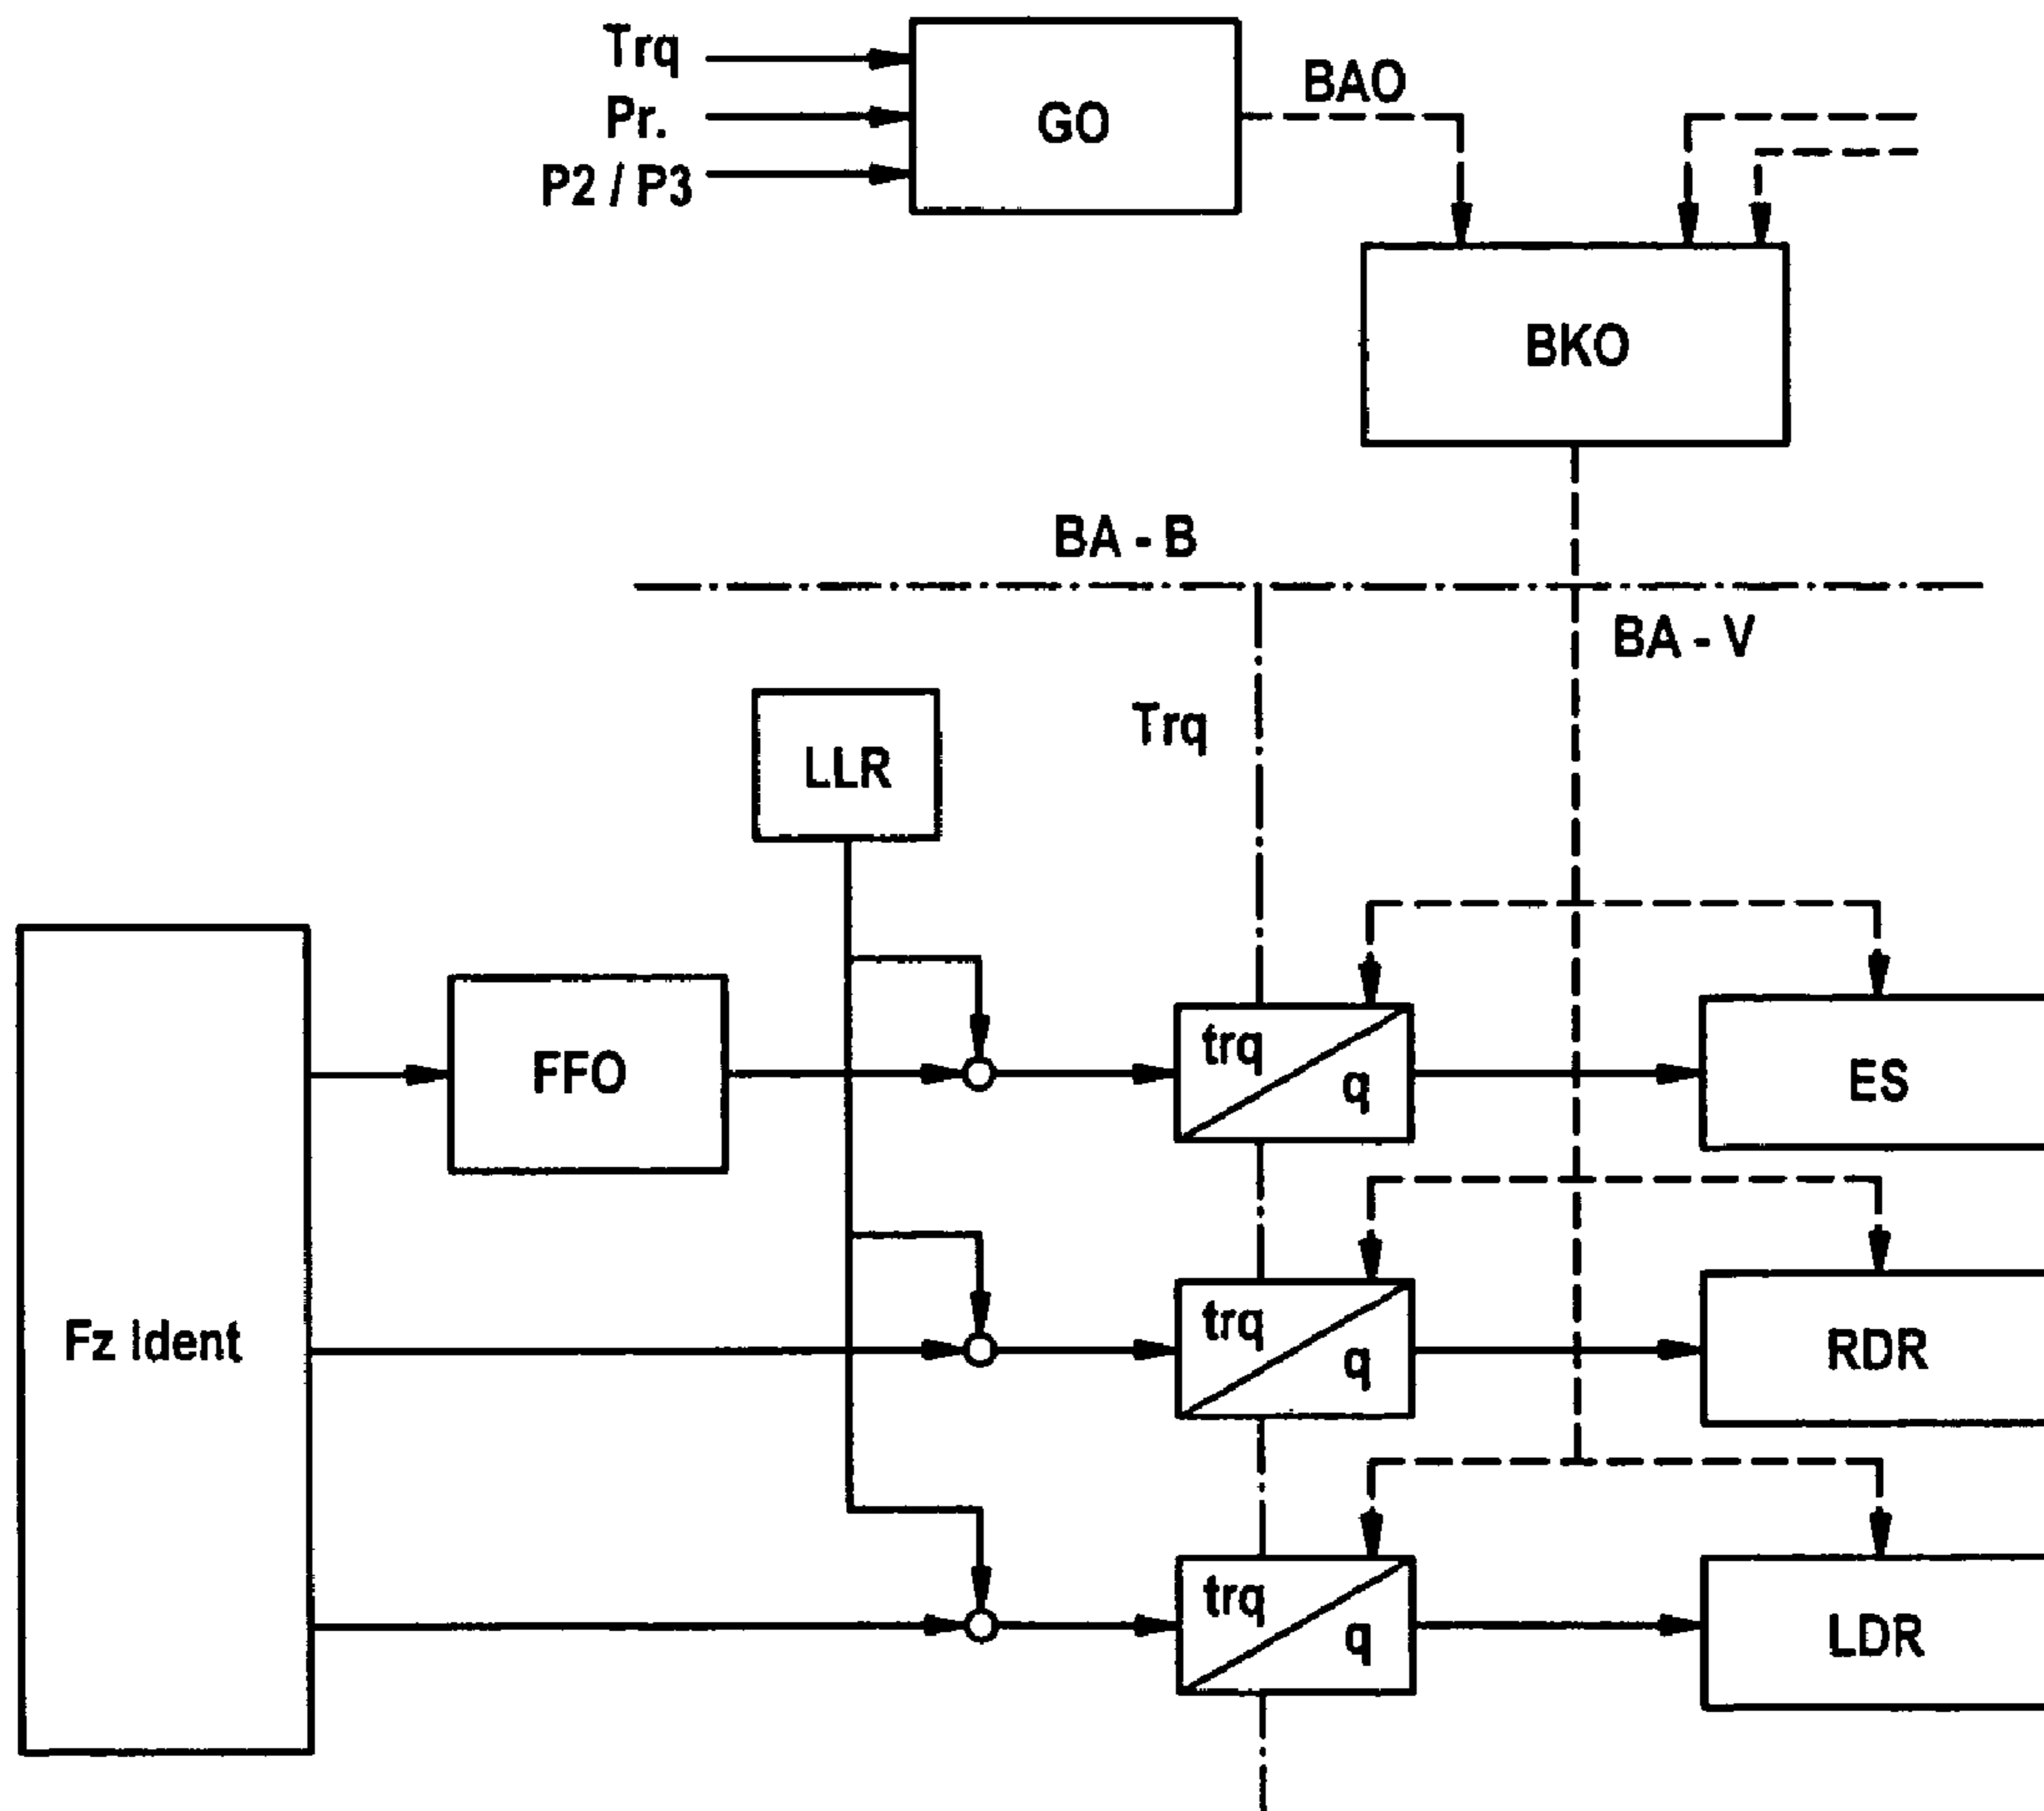 Trq
Pr.
P2 / P3
GO
BAO
BKO
BA - B
BA - V
Trq
LLR
Fz Ident
FFO
trq
q
ES
trq
q
RDR
trq
q
LDR